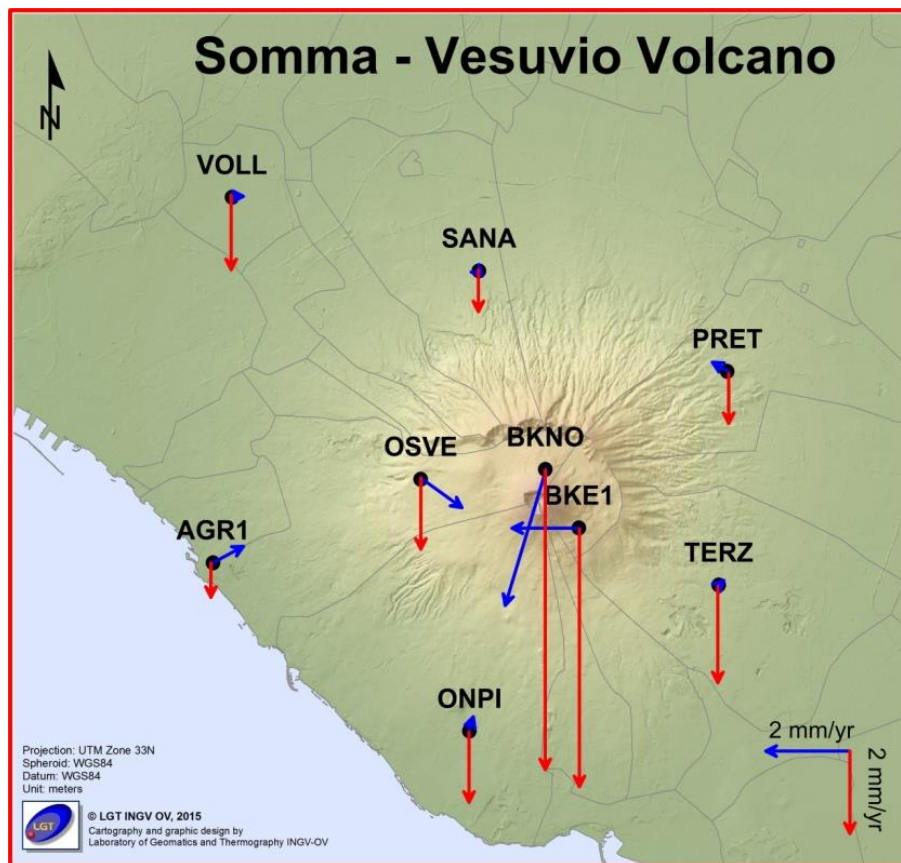 Somma - Vesuvio Volcano
N
VOLL
SANA
PRET
OSVE
BKNO
BKE1
AGR1
TERZ
ONPI
2 mm/yr
2 mm/yr
Projection: UTM Zone 33N
Spheroid: WGS84
Datum: WGS84
Unit: meters
LGT
© LGT INGV OV, 2015
Cartography and graphic design by
Laboratory of Geomatics and Thermography INGV-OV